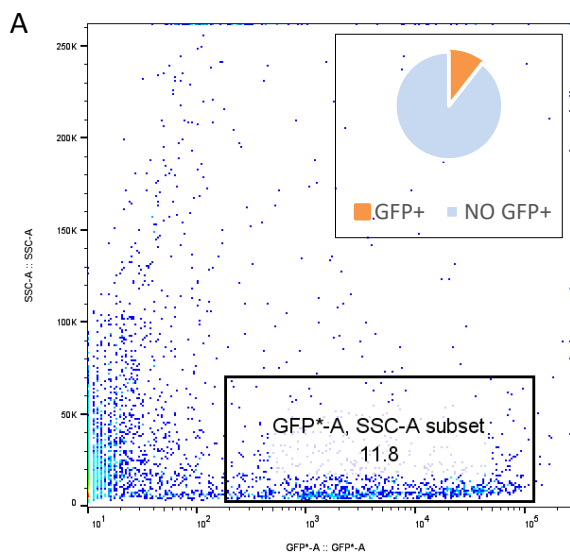 A
250K
200K
150K
100K
50K
0
SSC-A :: SSC-A
GFP+ NO GFP+
GFP*-A, SSC-A subset
11.8
10^1 10^2 10^3 10^4 10^5
GFP*-A :: GFP*-A